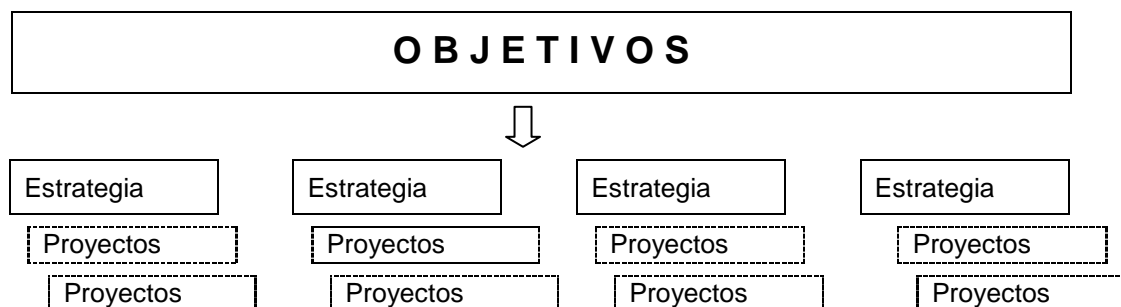 O B J E T I V O S
Estrategia Estrategia Estrategia Estrategia
Proyectos Proyectos Proyectos Proyectos
Proyectos Proyectos Proyectos Proyectos